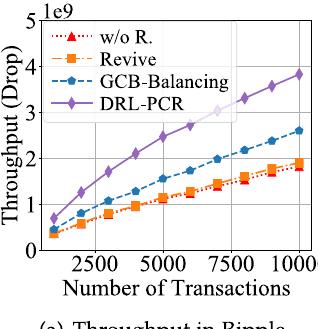 1e9
5
4
3
2
1
0
Throughput (Drop)
w/o R.
Revive
GCB-Balancing
DRL-PCR
2500 5000 7500 1000
Number of Transactions
Throughput in Ripple